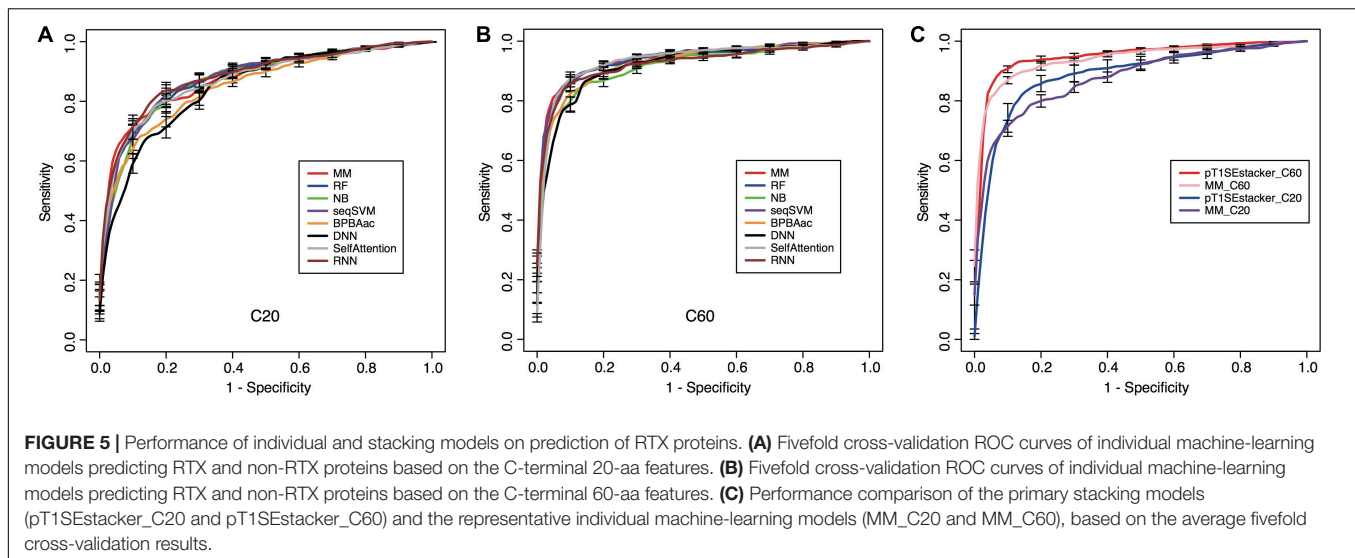 A
Sensitivity
1.0
0.8
0.6
0.4
0.2
0.0
MM
RF
NB
seqSVM
BPBAac
DNN
SelfAttention
RNN
C20
0.0 0.2 0.4 0.6 0.8 1.0
1 - Specificity
B
Sensitivity
1.0
0.8
0.6
0.4
0.2
0.0
MM
RF
NB
seqSVM
BPBAac
DNN
SelfAttention
RNN
C60
0.0 0.2 0.4 0.6 0.8 1.0
1 - Specificity
C
Sensitivity
1.0
0.8
0.6
0.4
0.2
0.0
pT1SEstacker_C60
MM_C60
pT1SEstacker_C20
MM_C20
0.0 0.2 0.4 0.6 0.8 1.0
1 - Specificity
FIGURE 5 | Performance of individual and stacking models on prediction of RTX proteins. (A) Fivefold cross-validation ROC curves of individual machine-learning
models predicting RTX and non-RTX proteins based on the C-terminal 20-aa features. (B) Fivefold cross-validation ROC curves of individual machine-learning
models predicting RTX and non-RTX proteins based on the C-terminal 60-aa features. (C) Performance comparison of the primary stacking models
(pT1SEstacker_C20 and pT1SEstacker_C60) and the representative individual machine-learning models (MM_C20 and MM_C60), based on the average fivefold
cross-validation results.